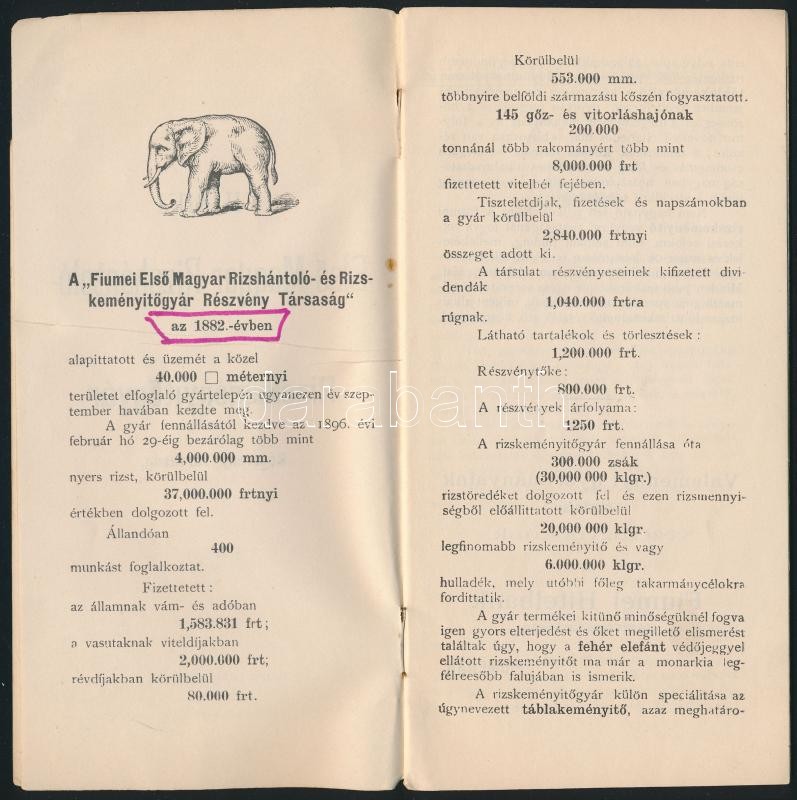 A „Fiumei Első Magyar Rizshántoló- és Rizs-
keményitőgyár Részvény Társaság“
az 1882.-évben
alapittatott és üzemét a közel
40.000 □ méternyi
területet elfoglaló gyártelepén ugyanezen év szep-
tember havában kezdte meg.
A gyár fennállásától kezdve az 1896. évi
február hó 29-éig bezárólag több mint
4,000.000 mm.
nyers rizst, körülbelül
37,000.000 frtnyi
értékben dolgozott fel.
Állandóan
400
munkást foglalkoztat.
Fizettetett :
az államnak vám- és adóban
1,583.831 frt ;
a vasutaknak viteldíjakban
2,000.000 frt;
révdíjakban körülbelül
80.000 frt.
Körülbelül
553.000 mm.
többnyire belföldi származásu kőszén fogyasztatott.
145 gőz- és vitorláshajónak
200.000
tonnánál több rakományért több mint
8,000.000 frt
fizettetett vitelbér fejében.
Tiszteletdíjak, fizetések és napszámokban
a gyár körülbelül
2,840.000 frtnyi
összeget adott ki.
A társulat részvényeseinek kifizetett divi-
dendák
1,040.000 frtra
rúgnak.
Látható tartalékok és törlesztések :
1,200.000 frt.
Részvénytőke :
800.000 frt.
A részvények árfolyama :
1250 frt.
A rizskeményitőgyár fennállása óta
300.000 zsák
(30,000.000 klgr.)
rizstöredéket dolgozott fel és ezen rizsmennyi-
ségből előállittatott körülbelül
20,000 000 klgr.
legfinomabb rizskeményitő és vagy
6.000.000 klgr.
hulladék, mely utóbbi főleg takarmánycélokra
fordittatik.
A gyár termékei kitünő minőségüknél fogva
igen gyors elterjedést és őket megillető elismerést
találtak úgy, hogy a fehér elefánt védőjeggyel
ellátott rizskeményitőt ma már a monarkia leg-
félreesőbb falujában is ismerik.
A rizskeményitőgyár külön speciálitása az
úgynevezett táblakeményitő, azaz meghatáro-
darabanth